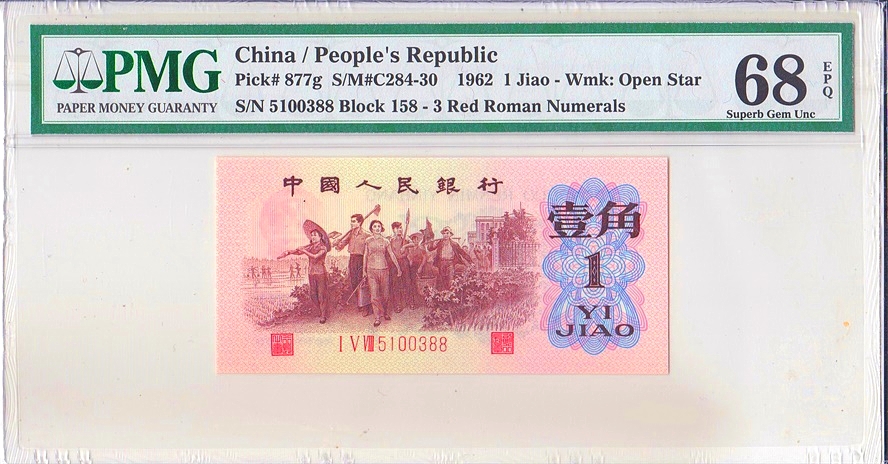 PMG
PAPER MONEY GUARANTY
China / People's Republic
Pick# 877g S/M#C284-30 1962 1 Jiao - Wmk: Open Star
S/N 5100388 Block 158 - 3 Red Roman Numerals
68
EPQ
Superb Gem Unc
中國人民銀行
壹角
1
YI
JIAO
I V VIII 5100388